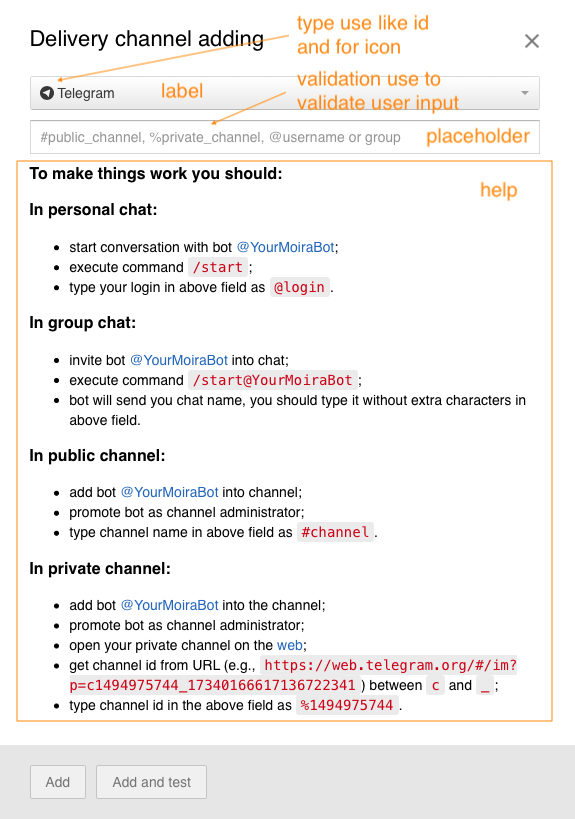 type use like id
and for icon
Delivery channel adding
Telegram
label
validation use to
validate user input
#public_channel, %private_channel, @username or group
placeholder
To make things work you should:
help
In personal chat:
start conversation with bot @YourMoiraBot;
execute command /start ;
type your login in above field as @login .
In group chat:
invite bot @YourMoiraBot into chat;
execute command /start@YourMoiraBot ;
bot will send you chat name, you should type it without extra characters in
above field.
In public channel:
add bot @YourMoiraBot into channel;
promote bot as channel administrator;
type channel name in above field as #channel .
In private channel:
add bot @YourMoiraBot into the channel;
promote bot as channel administrator;
open your private channel on the web;
get channel id from URL (e.g., https://web.telegram.org/#/im?
p=c1494975744_17340166617136722341 ) between c and _ ;
type channel id in the above field as %1494975744 .
Add
Add and test